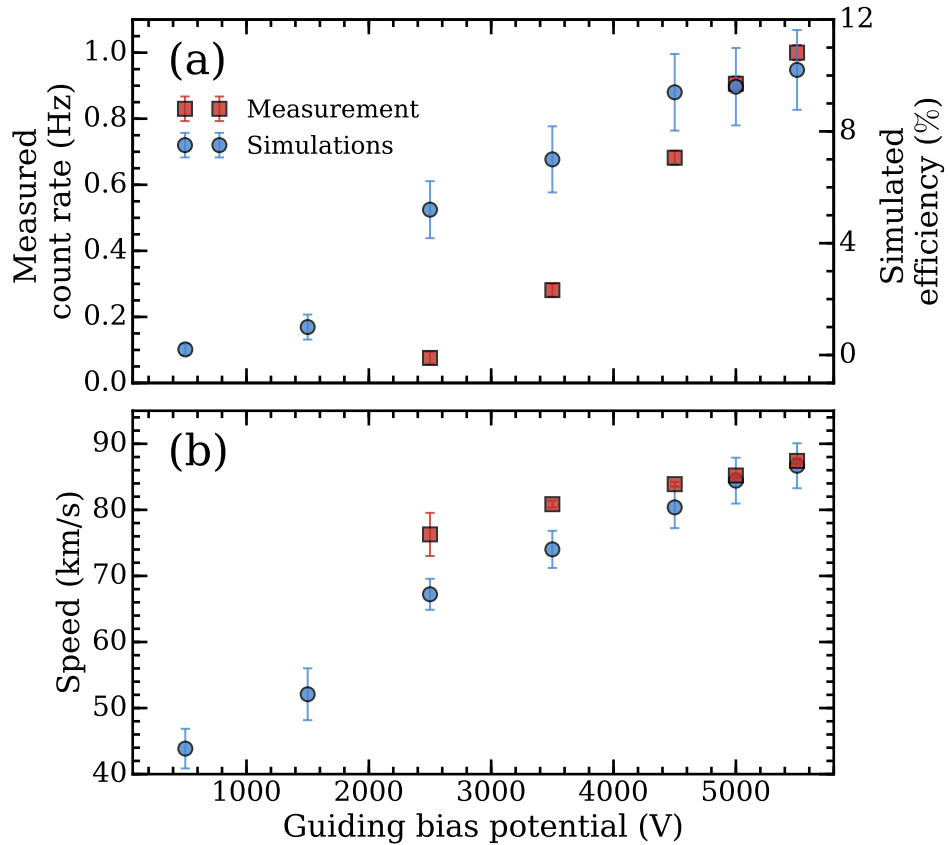 (a)
Measurement
Simulations
Measured
count rate (Hz)
1.0
0.8
0.6
0.4
0.2
0.0
12
8
4
0
Simulated
efficiency (%)
(b)
Speed (km/s)
90
80
70
60
50
40
1000 2000 3000 4000 5000
Guiding bias potential (V)